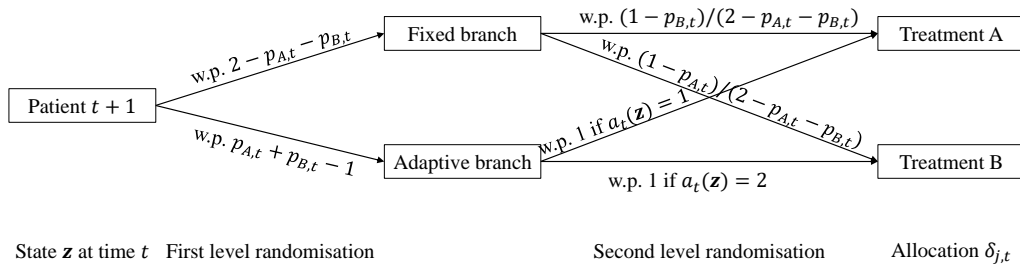 w.p. (1 − p_{B,t})/(2 − p_{A,t} − p_{B,t})
Fixed branch
Treatment A
w.p. 2 − p_{A,t} − p_{B,t}
w.p. (1 − p_{A,t})/(2 − p_{A,t} − p_{B,t})
Patient t + 1
w.p. 1 if a_t(z) = 1
w.p. p_{A,t} + p_{B,t} − 1
Adaptive branch
Treatment B
w.p. 1 if a_t(z) = 2
State z at time t
First level randomisation
Second level randomisation
Allocation δ_{j,t}